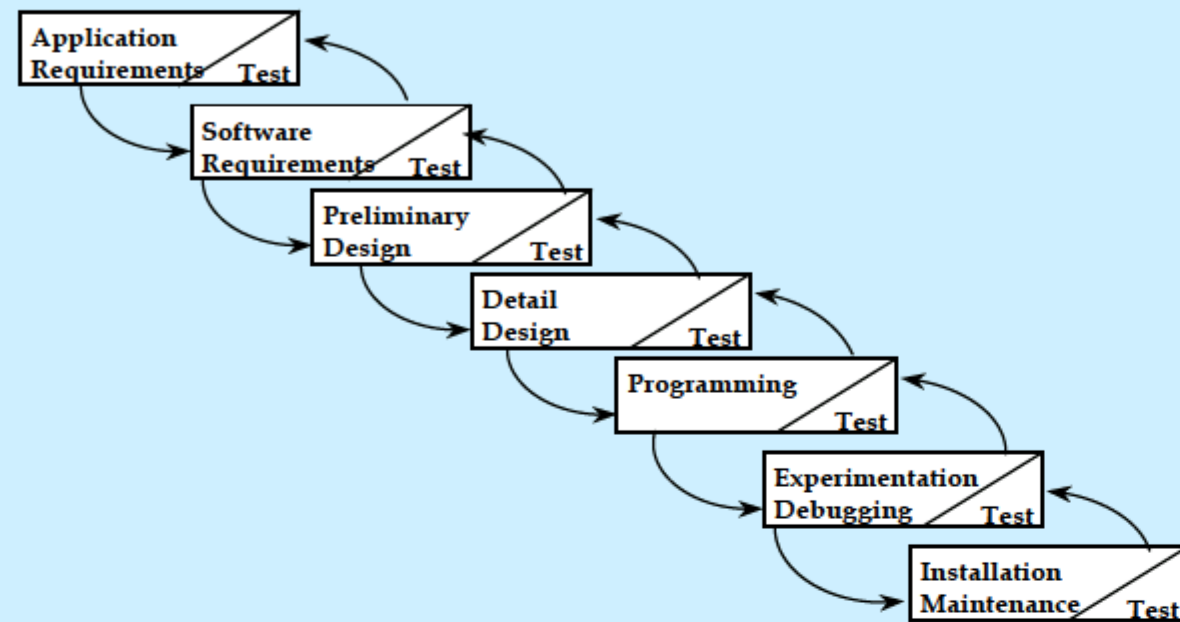 Application
Requirements
Test
Software
Requirements
Test
Preliminary
Design
Test
Detail
Design
Test
Programming
Test
Experimentation
Debugging
Test
Installation
Maintenance
Test